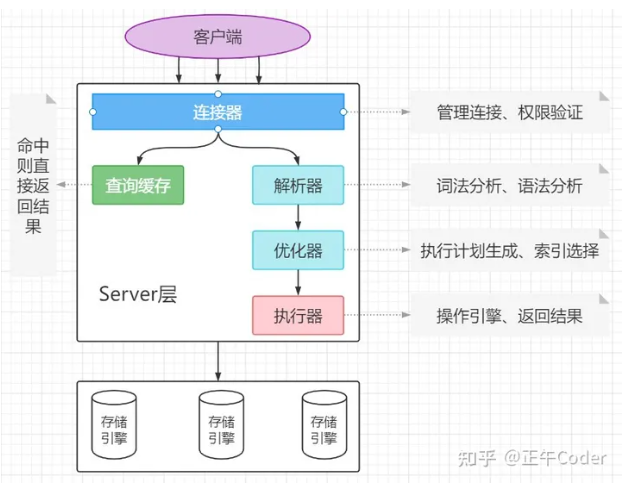 客户端
连接器
管理连接、权限验证
命中
则直
接返
回结
果
查询缓存
解析器
词法分析、语法分析
优化器
执行计划生成、索引选择
Server层
执行器
操作引擎、返回结果
存储
引擎
存储
引擎
存储
引擎
知乎 @正午Coder